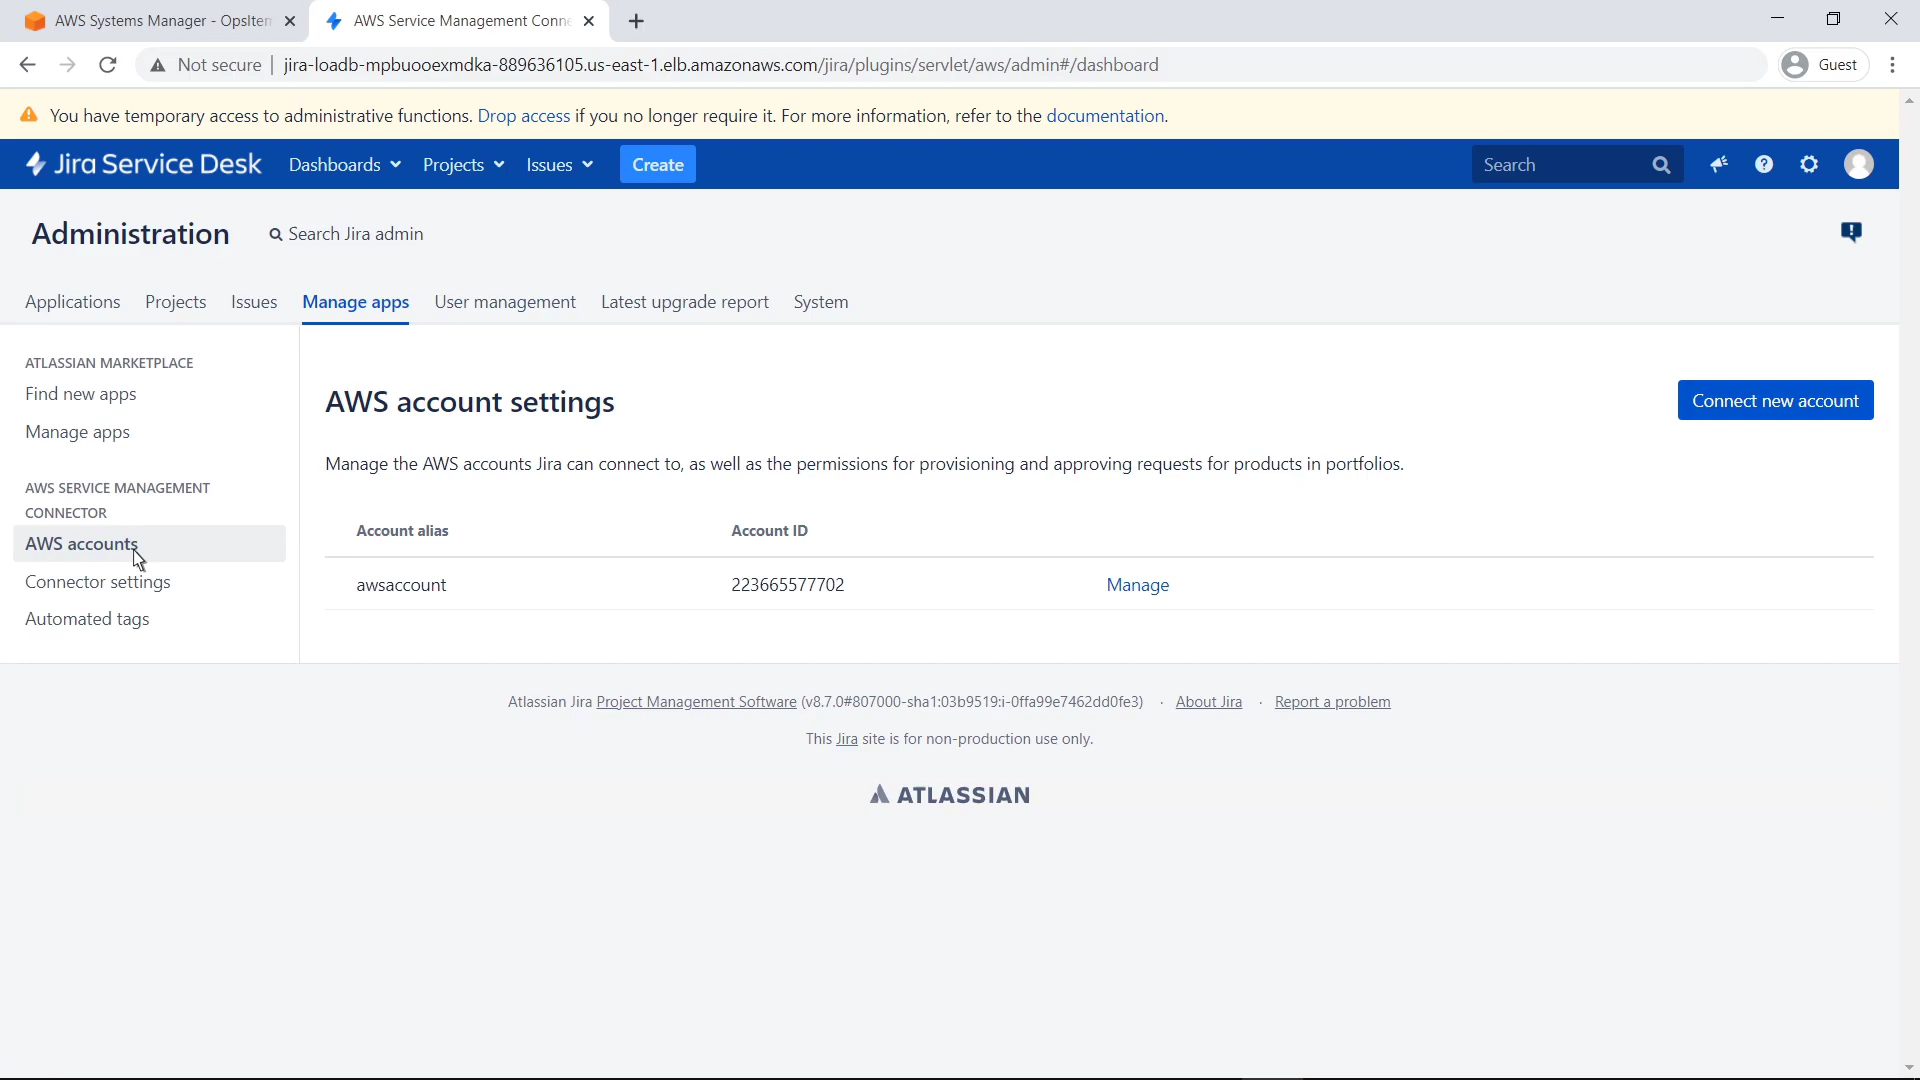 AWS Systems Manager - OpsIten
AWS Service Management Conne
Not secure | jira-loadb-mpbuooexmdka-889636105.us-east-1.elb.amazonaws.com/jira/plugins/servlet/aws/admin#/dashboard
Guest
You have temporary access to administrative functions. Drop access if you no longer require it. For more information, refer to the documentation.
Jira Service Desk
Dashboards
Projects
Issues
Create
Search
Administration
Search Jira admin
Applications
Projects
Issues
Manage apps
User management
Latest upgrade report
System
ATLASSIAN MARKETPLACE
Find new apps
Manage apps
AWS SERVICE MANAGEMENT
CONNECTOR
AWS accounts
Connector settings
Automated tags
AWS account settings
Connect new account
Manage the AWS accounts Jira can connect to, as well as the permissions for provisioning and approving requests for products in portfolios.
Account alias
Account ID
awsaccount
223665577702
Manage
Atlassian Jira Project Management Software (v8.7.0#807000-sha1:03b9519:i-0ffa99e7462dd0fe3) · About Jira · Report a problem
This Jira site is for non-production use only.
ATLASSIAN